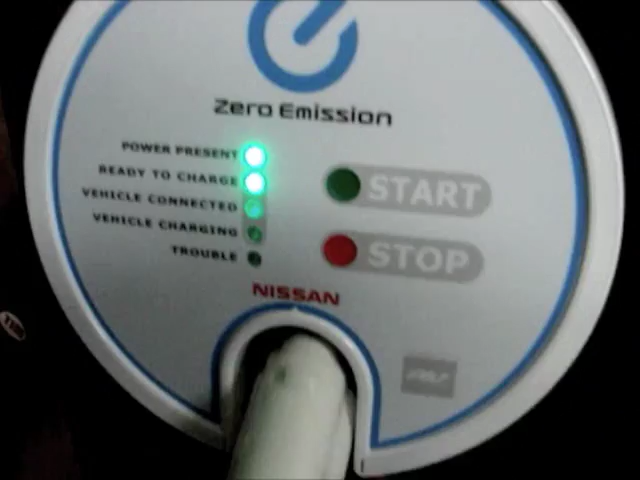 Zero Emission
POWER PRESENT
READY TO CHARGE
VEHICLE CONNECTED
VEHICLE CHARGING
TROUBLE
START
STOP
NISSAN